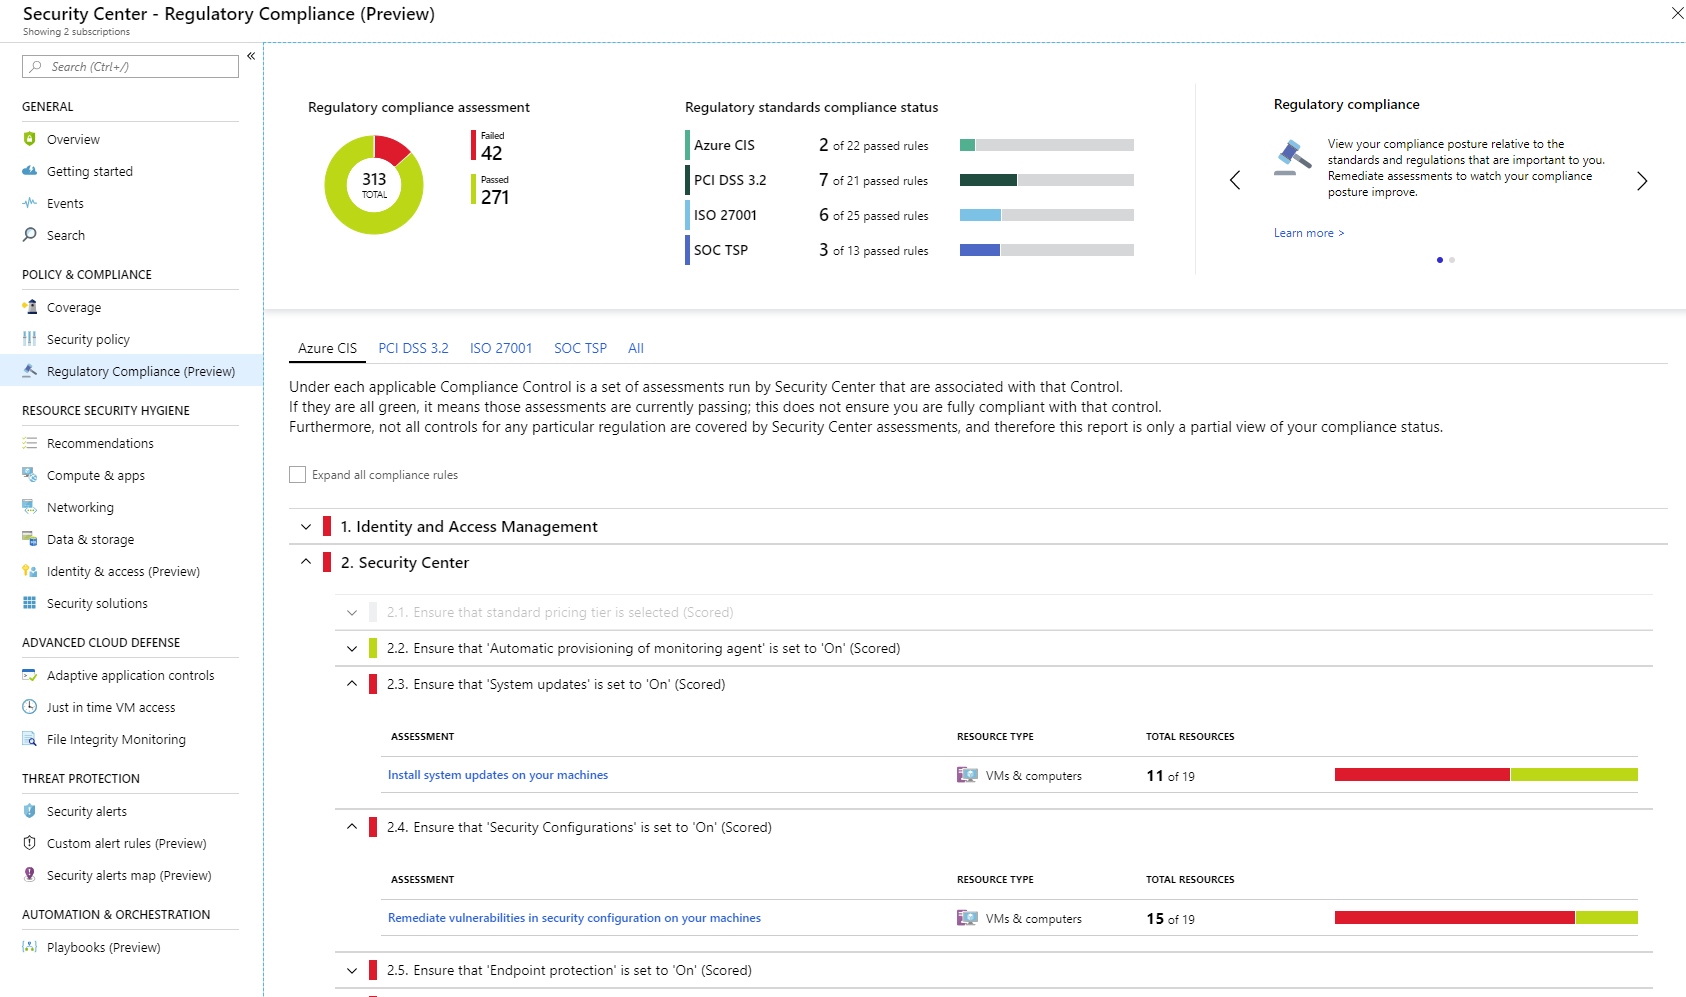 Security Center - Regulatory Compliance (Preview)
Showing 2 subscriptions
Search (Ctrl+/)
GENERAL
Overview
Getting started
Events
Search
POLICY & COMPLIANCE
Coverage
Security policy
Regulatory Compliance (Preview)
RESOURCE SECURITY HYGIENE
Recommendations
Compute & apps
Networking
Data & storage
Identity & access (Preview)
Security solutions
ADVANCED CLOUD DEFENSE
Adaptive application controls
Just in time VM access
File Integrity Monitoring
THREAT PROTECTION
Security alerts
Custom alert rules (Preview)
Security alerts map (Preview)
AUTOMATION & ORCHESTRATION
Playbooks (Preview)
Regulatory compliance assessment
313
TOTAL
Failed
42
Passed
271
Regulatory standards compliance status
Azure CIS 2 of 22 passed rules
PCI DSS 3.2 7 of 21 passed rules
ISO 27001 6 of 25 passed rules
SOC TSP 3 of 13 passed rules
Regulatory compliance
View your compliance posture relative to the
standards and regulations that are important to you.
Remediate assessments to watch your compliance
posture improve.
Learn more >
Azure CIS PCI DSS 3.2 ISO 27001 SOC TSP All
Under each applicable Compliance Control is a set of assessments run by Security Center that are associated with that Control.
If they are all green, it means those assessments are currently passing; this does not ensure you are fully compliant with that control.
Furthermore, not all controls for any particular regulation are covered by Security Center assessments, and therefore this report is only a partial view of your compliance status.
Expand all compliance rules
1. Identity and Access Management
2. Security Center
2.1. Ensure that standard pricing tier is selected (Scored)
2.2. Ensure that 'Automatic provisioning of monitoring agent' is set to 'On' (Scored)
2.3. Ensure that 'System updates' is set to 'On' (Scored)
ASSESSMENT RESOURCE TYPE TOTAL RESOURCES
Install system updates on your machines VMs & computers 11 of 19
2.4. Ensure that 'Security Configurations' is set to 'On' (Scored)
ASSESSMENT RESOURCE TYPE TOTAL RESOURCES
Remediate vulnerabilities in security configuration on your machines VMs & computers 15 of 19
2.5. Ensure that 'Endpoint protection' is set to 'On' (Scored)